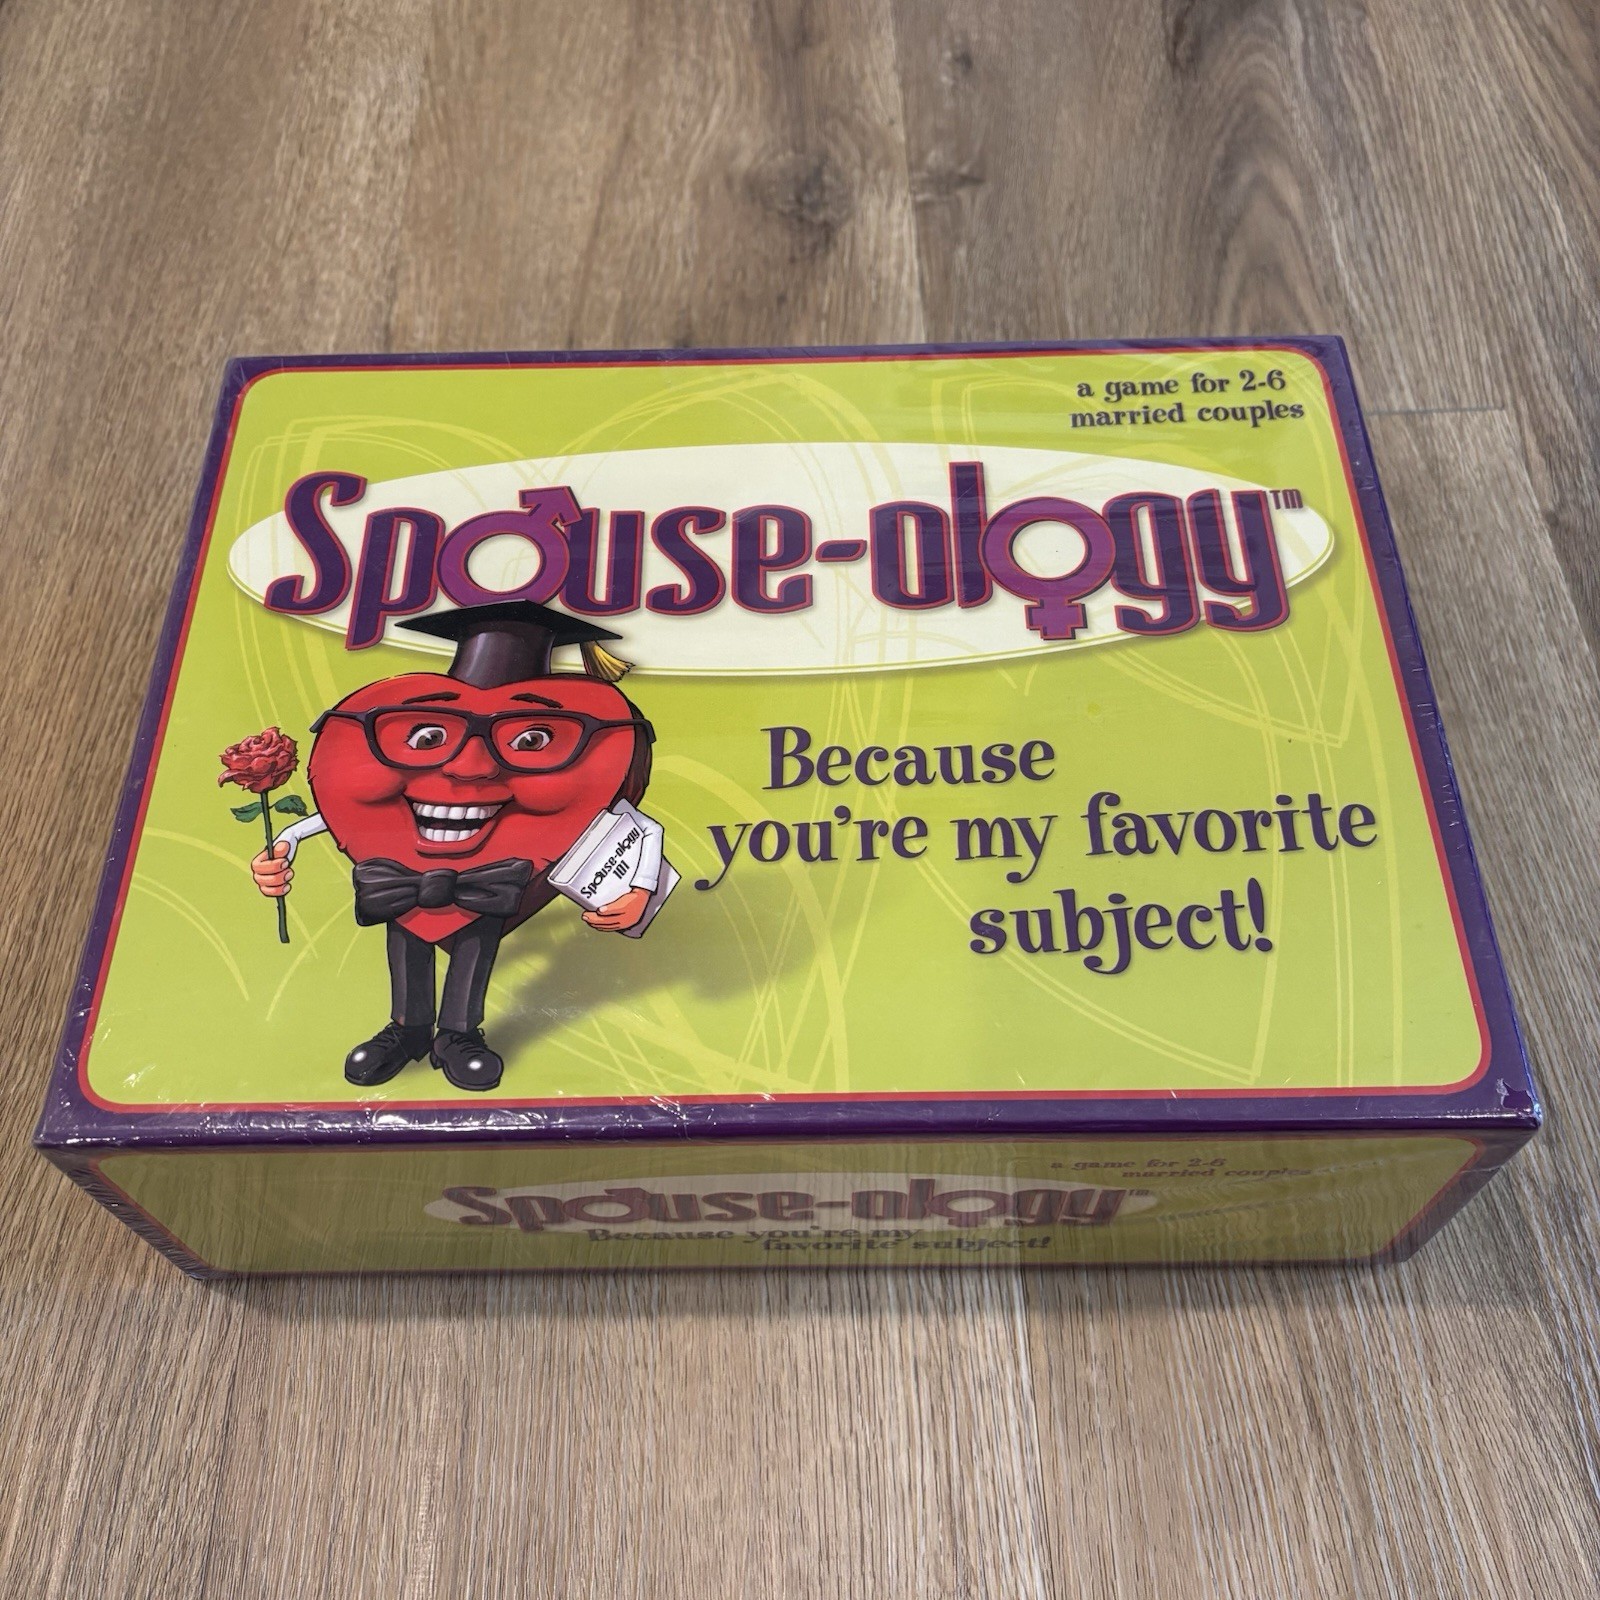 a game for 2-6
married couples
Spouse-ology™
Spouse-ology
101
Because
you're my favorite
subject!
a game for 2-6
married couples
Spouse-ology™
Because you're my
favorite subject!